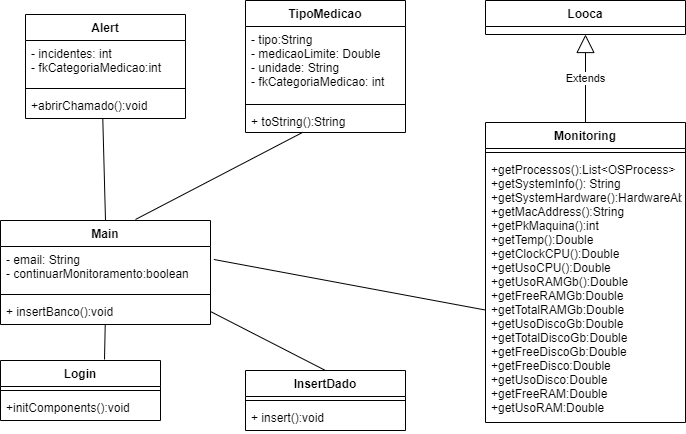 Alert
- incidentes: int
- fkCategoriaMedicao:int
+abrirChamado():void
TipoMedicao
- tipo:String
- medicaoLimite: Double
- unidade: String
- fkCategoriaMedicao: int
+ toString():String
Looca
Extends
Monitoring
+getProcessos():List<OSProcess>
+getSystemInfo(): String
+getSystemHardware():HardwareAb
+getMacAddress():String
+getPkMaquina():int
+getTemp():Double
+getClockCPU():Double
+getUsoCPU():Double
+getUsoRAMGb():Double
+getFreeRAMGb:Double
+getTotalRAMGb:Double
+getUsoDiscoGb:Double
+getTotalDiscoGb:Double
+getFreeDiscoGb:Double
+getFreeDisco:Double
+getUsoDisco:Double
+getFreeRAM:Double
+getUsoRAM:Double
Main
- email: String
- continuarMonitoramento:boolean
+ insertBanco():void
Login
+initComponents():void
InsertDado
+ insert():void